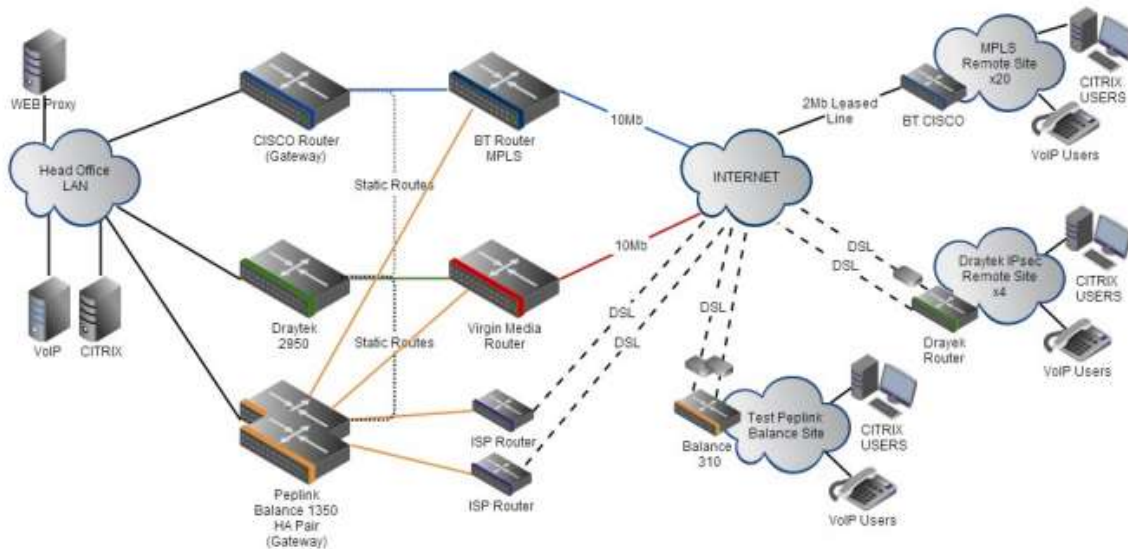 WEB Proxy
Head Office
LAN
VoIP
CITRIX
CISCO Router
(Gateway)
BT Router
MPLS
Static Routes
10Mb
Draytek
2950
Virgin Media
Router
10Mb
Static Routes
Peplink
Balance 1350
HA Pair
(Gateway)
ISP Router
ISP Router
DSL
DSL
INTERNET
2Mb Leased
Line
BT CISCO
MPLS
Remote Site
x20
CITRIX
USERS
VoIP Users
DSL
DSL
Drayek
Router
Draytek IPsec
Remote Site
x4
CITRIX
USERS
VoIP Users
DSL
Balance
310
Test Peplink
Balance Site
CITRIX
USERS
VoIP Users